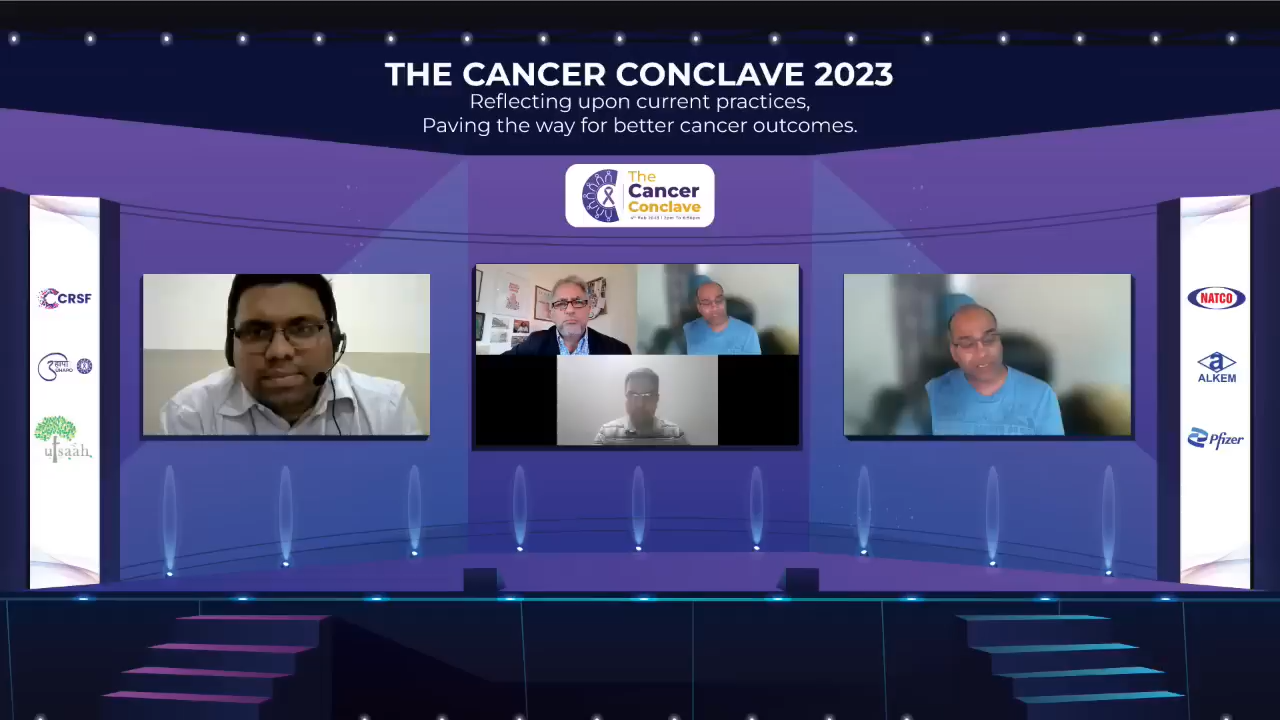 THE CANCER CONCLAVE 2023
Reflecting upon current practices,
Paving the way for better cancer outcomes.
The
Cancer
Conclave
CRSF
utsaah
NATCO
ALKEM
Pfizer